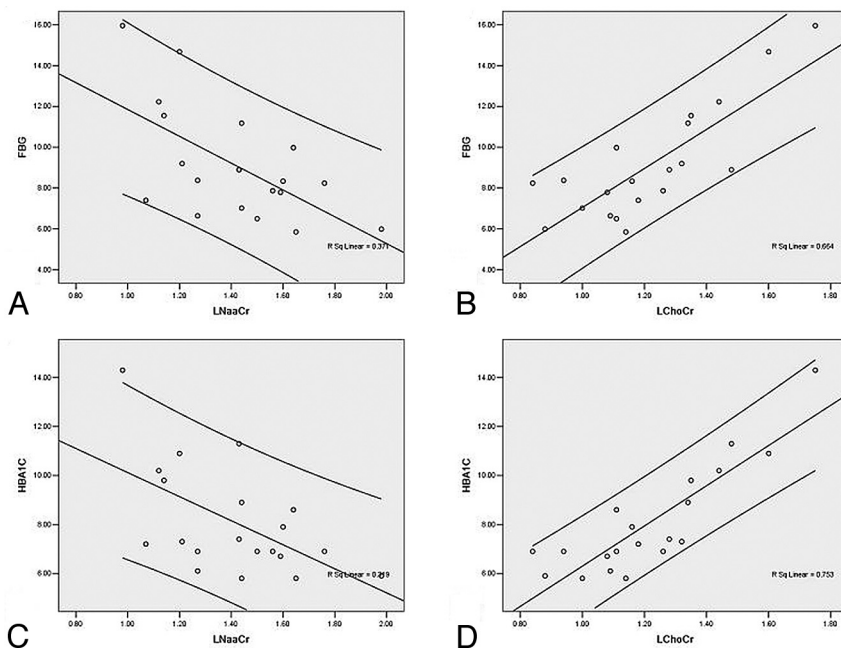 16.00
14.00
12.00
10.00
8.00
6.00
4.00
FBG
0.80 1.00 1.20 1.40 1.60 1.80 2.00
LNaaCr
R Sq Linear = 0.371
A
16.00
14.00
12.00
10.00
8.00
6.00
4.00
FBG
0.80 1.00 1.20 1.40 1.60 1.80
LChoCr
R Sq Linear = 0.664
B
14.00
12.00
10.00
8.00
6.00
HBA1C
0.80 1.00 1.20 1.40 1.60 1.80 2.00
LNaaCr
R Sq Linear =
C
14.00
12.00
10.00
8.00
6.00
HBA1C
0.80 1.00 1.20 1.40 1.60 1.80
LChoCr
R Sq Linear = 0.753
D